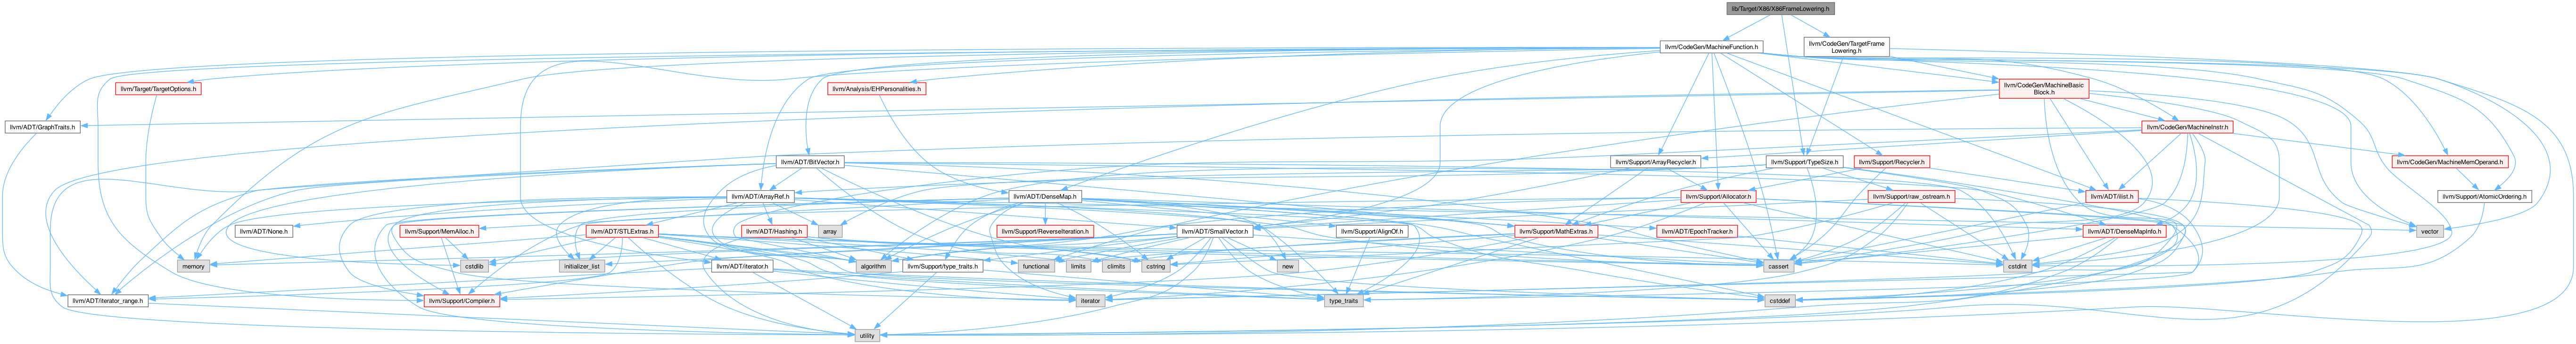 lib/Target/X86/X86FrameLowering.h
llvm/CodeGen/MachineFunction.h
llvm/CodeGen/TargetFrame
Lowering.h
llvm/Target/TargetOptions.h
llvm/Analysis/EHPersonalities.h
llvm/CodeGen/MachineBasic
Block.h
llvm/ADT/GraphTraits.h
llvm/CodeGen/MachineInstr.h
llvm/ADT/BitVector.h
llvm/Support/ArrayRecycler.h
llvm/Support/TypeSize.h
llvm/Support/Recycler.h
llvm/CodeGen/MachineMemOperand.h
llvm/ADT/ArrayRef.h
llvm/ADT/DenseMap.h
llvm/Support/Allocator.h
llvm/Support/raw_ostream.h
llvm/ADT/ilist.h
llvm/Support/AtomicOrdering.h
llvm/ADT/None.h
llvm/Support/MemAlloc.h
llvm/ADT/STLExtras.h
llvm/ADT/Hashing.h
array
llvm/Support/ReverseIteration.h
llvm/ADT/SmallVector.h
llvm/Support/AlignOf.h
llvm/Support/MathExtras.h
llvm/ADT/EpochTracker.h
llvm/ADT/DenseMapInfo.h
vector
memory
cstdlib
initializer_list
llvm/ADT/iterator.h
algorithm
llvm/Support/type_traits.h
functional
limits
climits
cstring
new
cassert
cstdint
llvm/ADT/iterator_range.h
llvm/Support/Compiler.h
iterator
type_traits
cstddef
utility